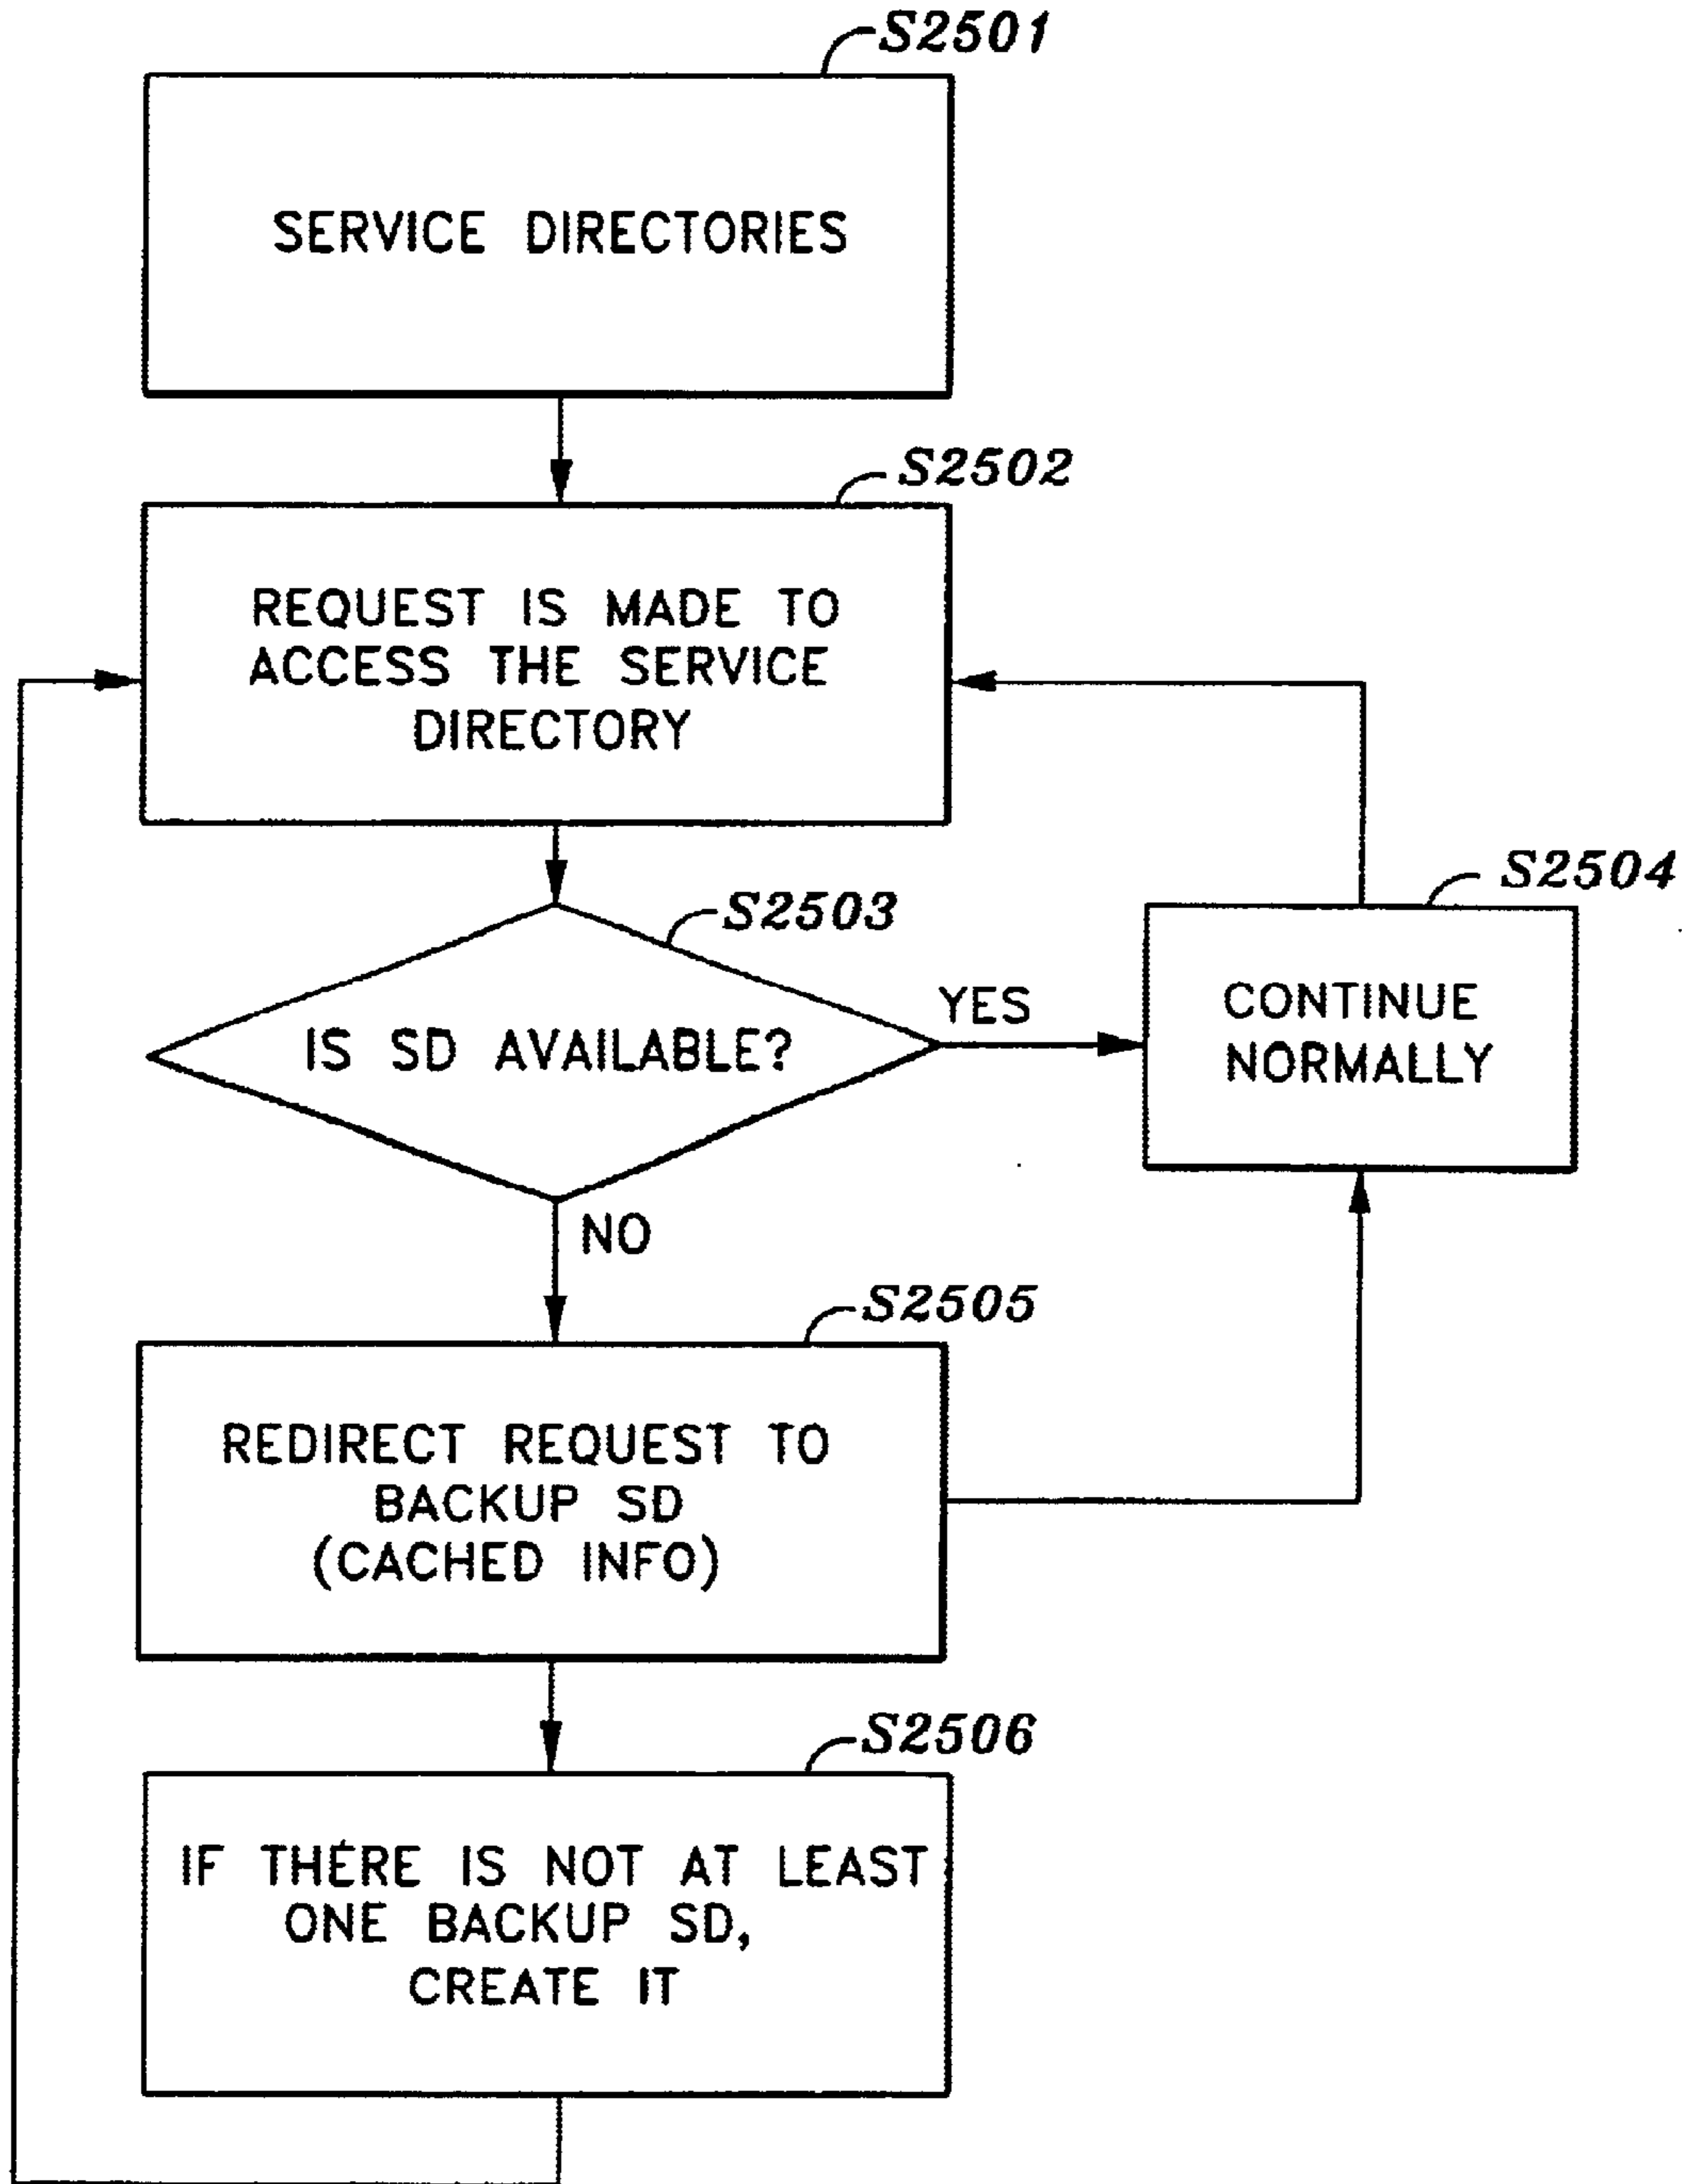 S2501
SERVICE DIRECTORIES
S2502
REQUEST IS MADE TO
ACCESS THE SERVICE
DIRECTORY
S2503
IS SD AVAILABLE?
YES
S2504
CONTINUE
NORMALLY
NO
S2505
REDIRECT REQUEST TO
BACKUP SD
(CACHED INFO)
S2506
IF THERE IS NOT AT LEAST
ONE BACKUP SD,
CREATE IT